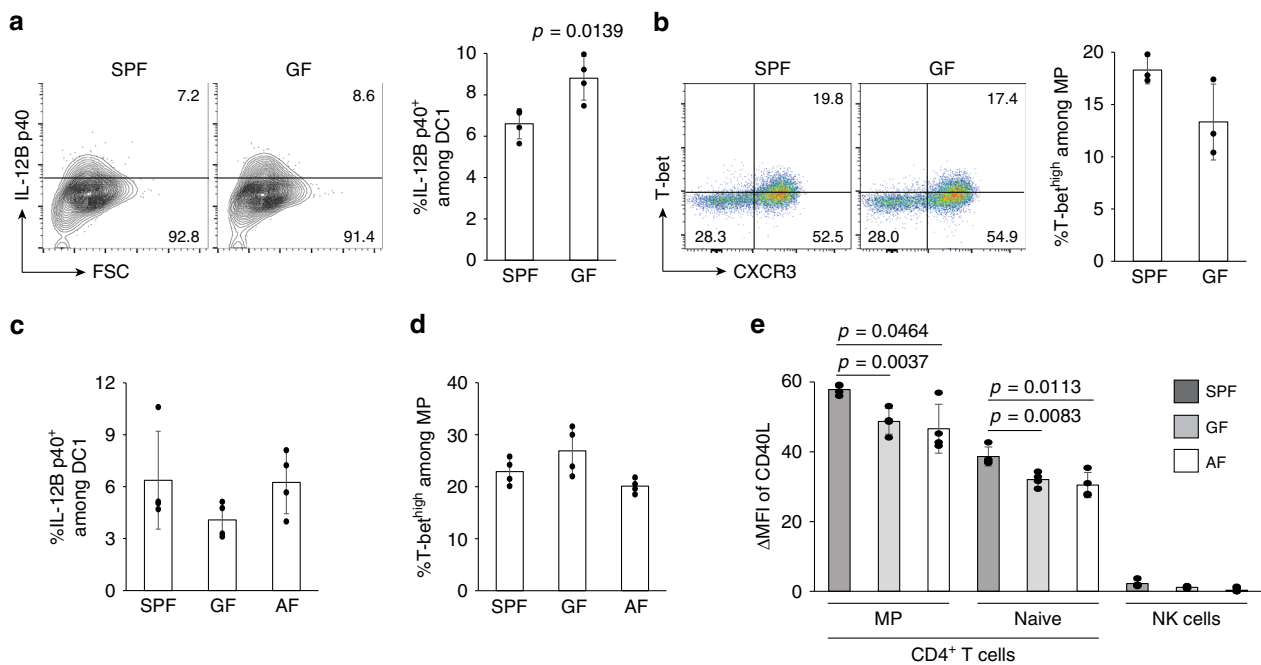 a
p = 0.0139
SPF
GF
7.2
8.6
92.8
91.4
IL-12B p40
FSC
%IL-12B p40+
among DC1
10
8
6
4
2
0
SPF
GF
b
SPF
GF
19.8
17.4
28.3
52.5
28.0
54.9
T-bet
CXCR3
%T-bethigh among MP
20
15
10
5
0
SPF
GF
c
%IL-12B p40+
among DC1
12
9
6
3
0
SPF
GF
AF
d
%T-bethigh among MP
40
30
20
10
0
SPF
GF
AF
e
p = 0.0464
p = 0.0037
p = 0.0113
p = 0.0083
ΔMFI of CD40L
60
40
20
0
MP
Naive
NK cells
CD4+ T cells
SPF
GF
AF